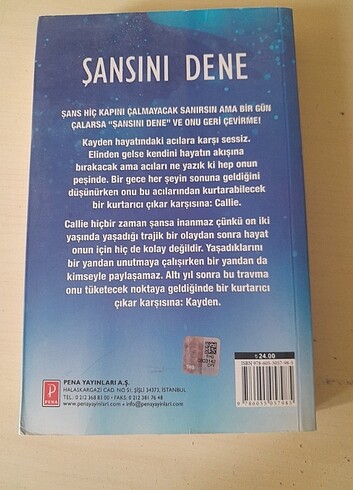 ŞANSINI DENE
ŞANS HİÇ KAPINI ÇALMAYACAK SANIRSIN AMA BİR GÜN
ÇALARSA “ŞANSINI DENE” VE ONU GERİ ÇEVİRME!
Kayden hayatındaki acılara karşı sessiz.
Elinden gelse kendini hayatın akışına
bırakacak ama acıları ne yazık ki hep onun
peşinde. Bir gece her şeyin sonuna geldiğini
düşünürken onu bu acılarından kurtarabilecek
bir kurtarıcı çıkar karşısına: Callie.
Callie hiçbir zaman şansa inanmaz çünkü on iki
yaşında yaşadığı trajik bir olaydan sonra hayat
onun için hiç de kolay değildir. Yaşadıklarını
bir yandan unutmaya çalışırken bir yandan da
kimseyle paylaşamaz. Altı yıl sonra bu travma
onu tüketecek noktaya geldiğinde bir kurtarıcı
çıkar karşısına: Kayden.
₺24.00
PENA
PENA YAYINLARI A.Ş.
HALASKARGAZİ CAD. NO 51, ŞİŞLİ 34373, İSTANBUL
TEL.: 0 212 368 83 00 • FAKS: 0 212 381 76 48
www.penayayinlari.com • info@penayayinlari.com